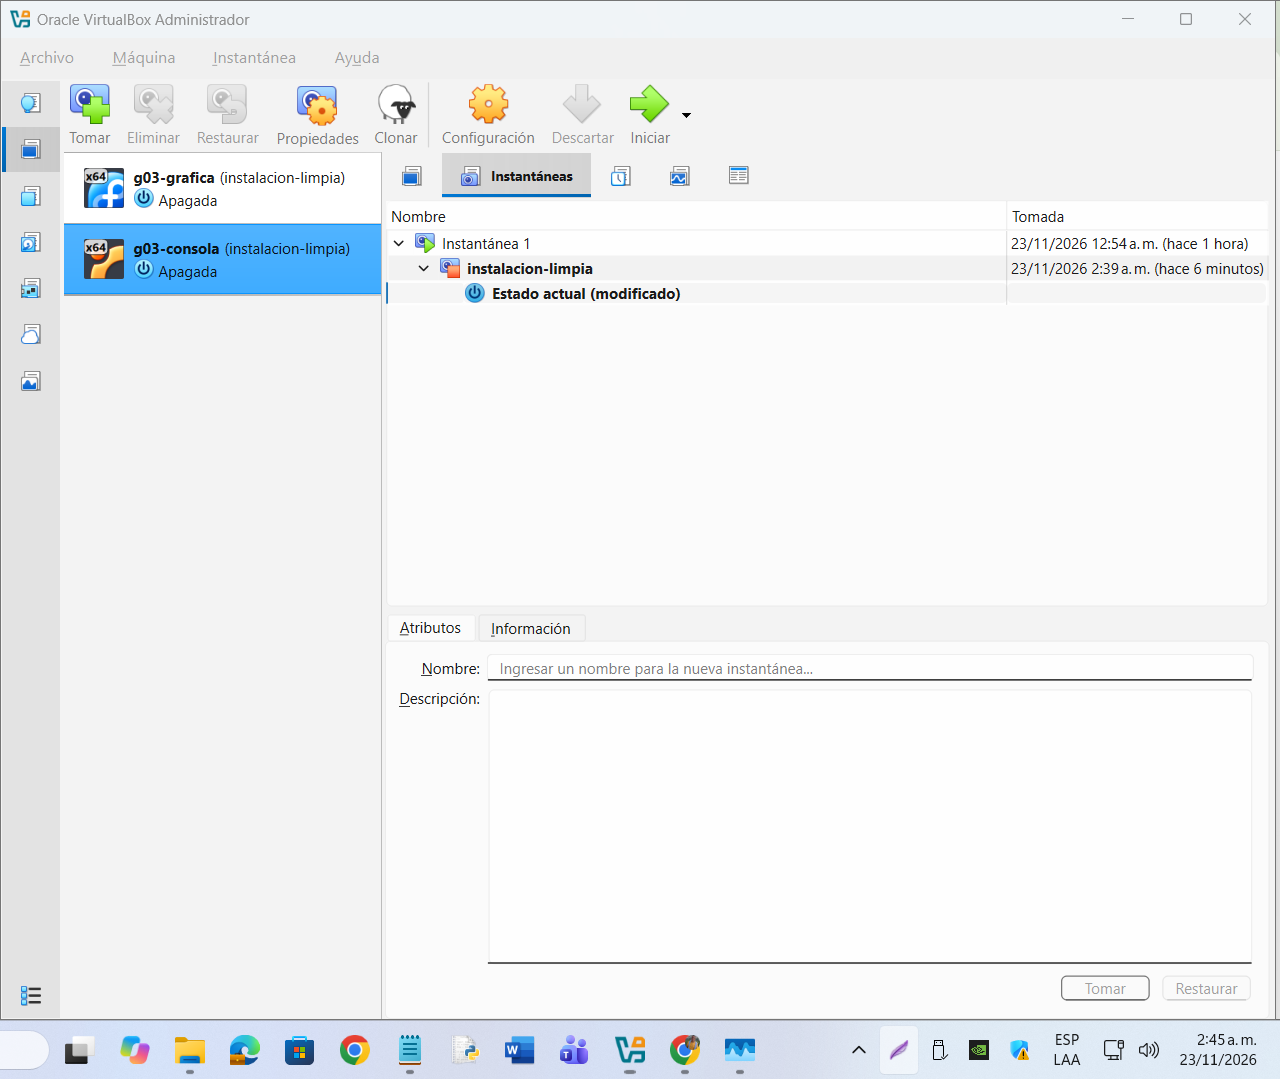 Oracle VirtualBox Administrador
Archivo Máquina Instantánea Ayuda
Tomar Eliminar Restaurar Propiedades Clonar Configuración Descartar Iniciar
x64 g03-grafica (instalacion-limpia)
Apagada
x64 g03-consola (instalacion-limpia)
Apagada
Instantáneas
Nombre Tomada
Instantánea 1 23/11/2026 12:54 a. m. (hace 1 hora)
instalacion-limpia 23/11/2026 2:39 a. m. (hace 6 minutos)
Estado actual (modificado)
Atributos Información
Nombre: Ingresar un nombre para la nueva instantánea...
Descripción:
Tomar Restaurar
ESP
LAA
2:45 a. m.
23/11/2026